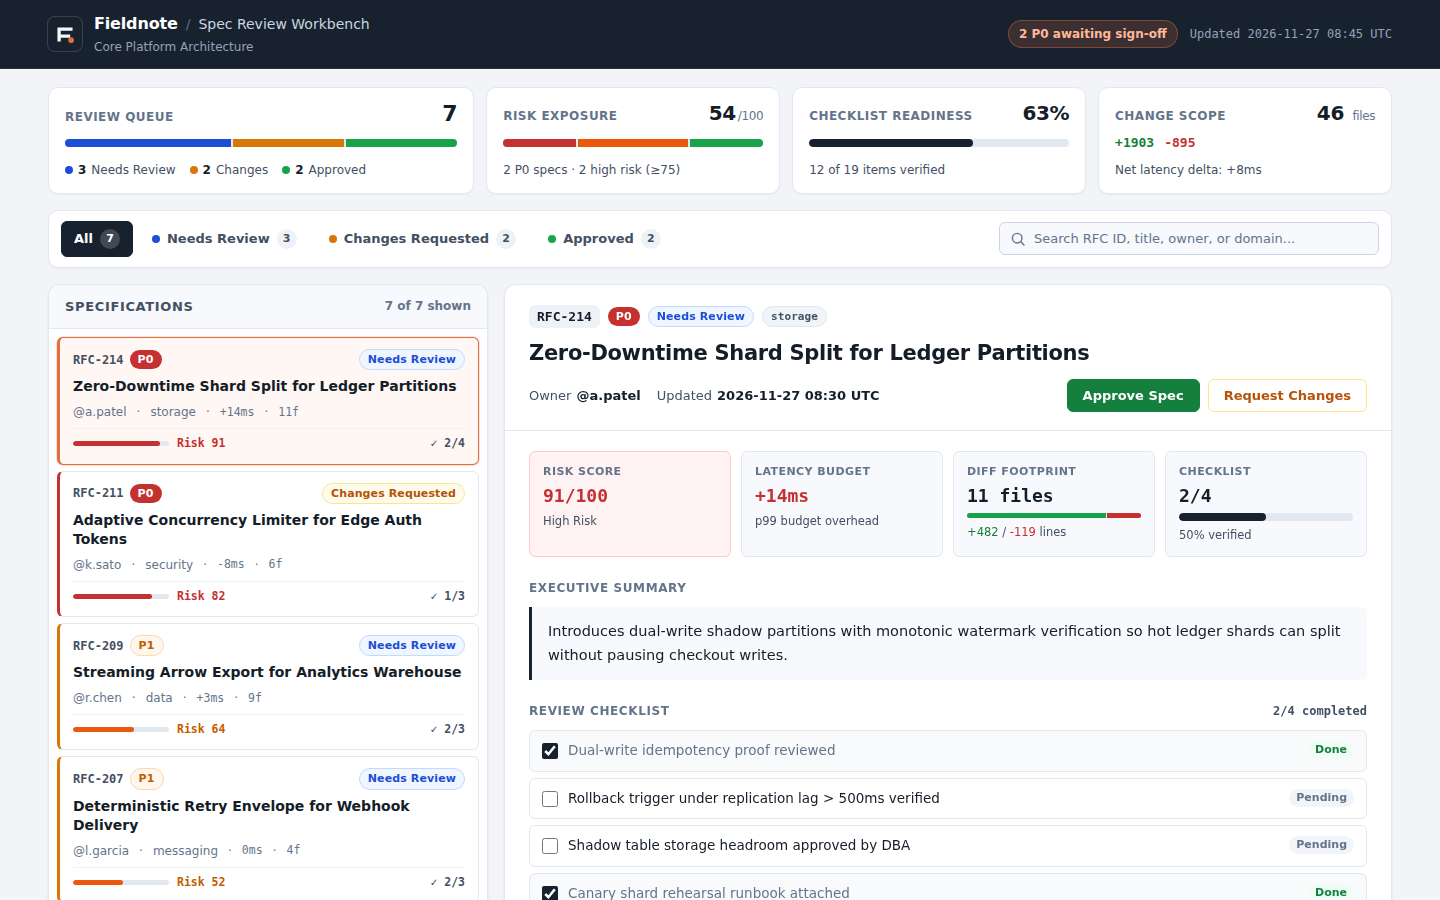 Fieldnote / Spec Review Workbench
Core Platform Architecture
2 P0 awaiting sign-off
Updated 2026-11-27 08:45 UTC
REVIEW QUEUE 7
3 Needs Review 2 Changes 2 Approved
RISK EXPOSURE 54/100
2 P0 specs · 2 high risk (≥75)
CHECKLIST READINESS 63%
12 of 19 items verified
CHANGE SCOPE 46 files
+1903 -895
Net latency delta: +8ms
All 7 Needs Review 3 Changes Requested 2 Approved 2
Search RFC ID, title, owner, or domain...
SPECIFICATIONS 7 of 7 shown
RFC-214 P0 Needs Review
Zero-Downtime Shard Split for Ledger Partitions
@a.patel · storage · +14ms · 11f
Risk 91 ✓ 2/4
RFC-211 P0 Changes Requested
Adaptive Concurrency Limiter for Edge Auth
Tokens
@k.sato · security · -8ms · 6f
Risk 82 ✓ 1/3
RFC-209 P1 Needs Review
Streaming Arrow Export for Analytics Warehouse
@r.chen · data · +3ms · 9f
Risk 64 ✓ 2/3
RFC-207 P1 Needs Review
Deterministic Retry Envelope for Webhook
Delivery
@l.garcia · messaging · 0ms · 4f
Risk 52 ✓ 2/3
RFC-214 P0 Needs Review storage
Zero-Downtime Shard Split for Ledger Partitions
Owner @a.patel Updated 2026-11-27 08:30 UTC
Approve Spec Request Changes
RISK SCORE
91/100
High Risk
LATENCY BUDGET
+14ms
p99 budget overhead
DIFF FOOTPRINT
11 files
+482 / -119 lines
CHECKLIST
2/4
50% verified
EXECUTIVE SUMMARY
Introduces dual-write shadow partitions with monotonic watermark verification so hot ledger shards can split
without pausing checkout writes.
REVIEW CHECKLIST 2/4 completed
Dual-write idempotency proof reviewed Done
Rollback trigger under replication lag > 500ms verified Pending
Shadow table storage headroom approved by DBA Pending
Canary shard rehearsal runbook attached Done